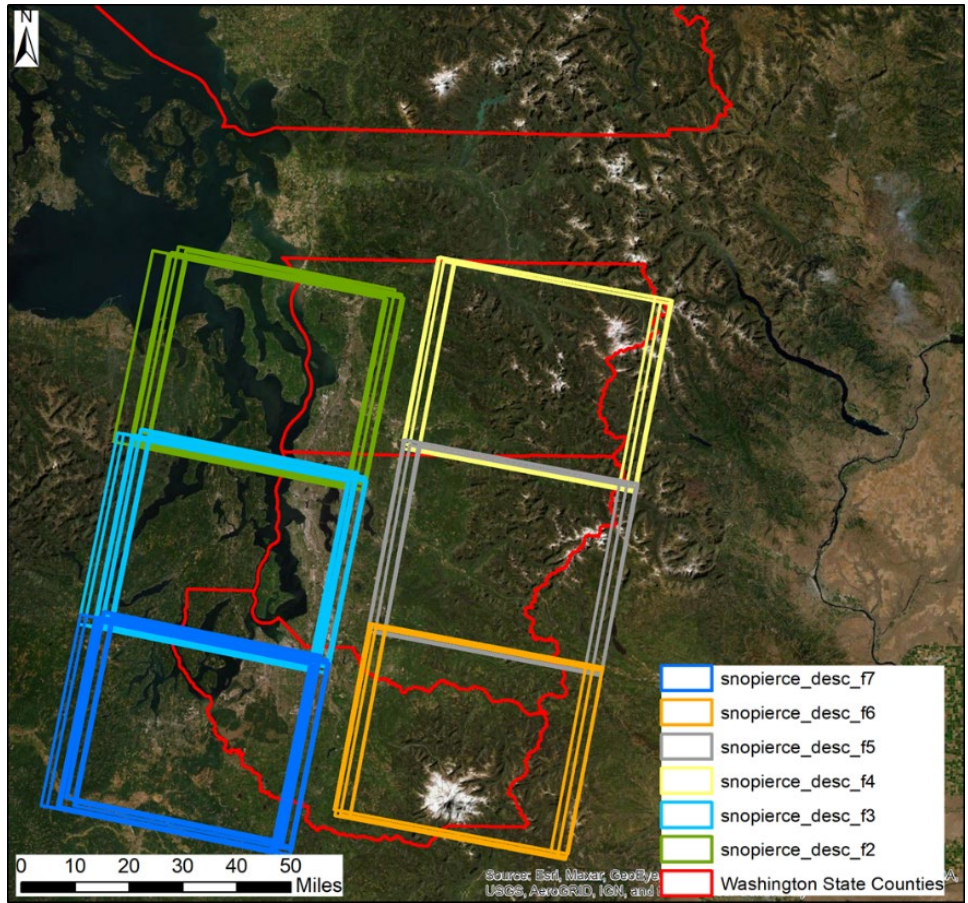 N
snopierce_desc_f7
snopierce_desc_f6
snopierce_desc_f5
snopierce_desc_f4
snopierce_desc_f3
snopierce_desc_f2
Washington State Counties
0 10 20 30 40 50
Miles
Source: Esri, Maxar, GeoEye
USGS, AeroGRID, IGN, and